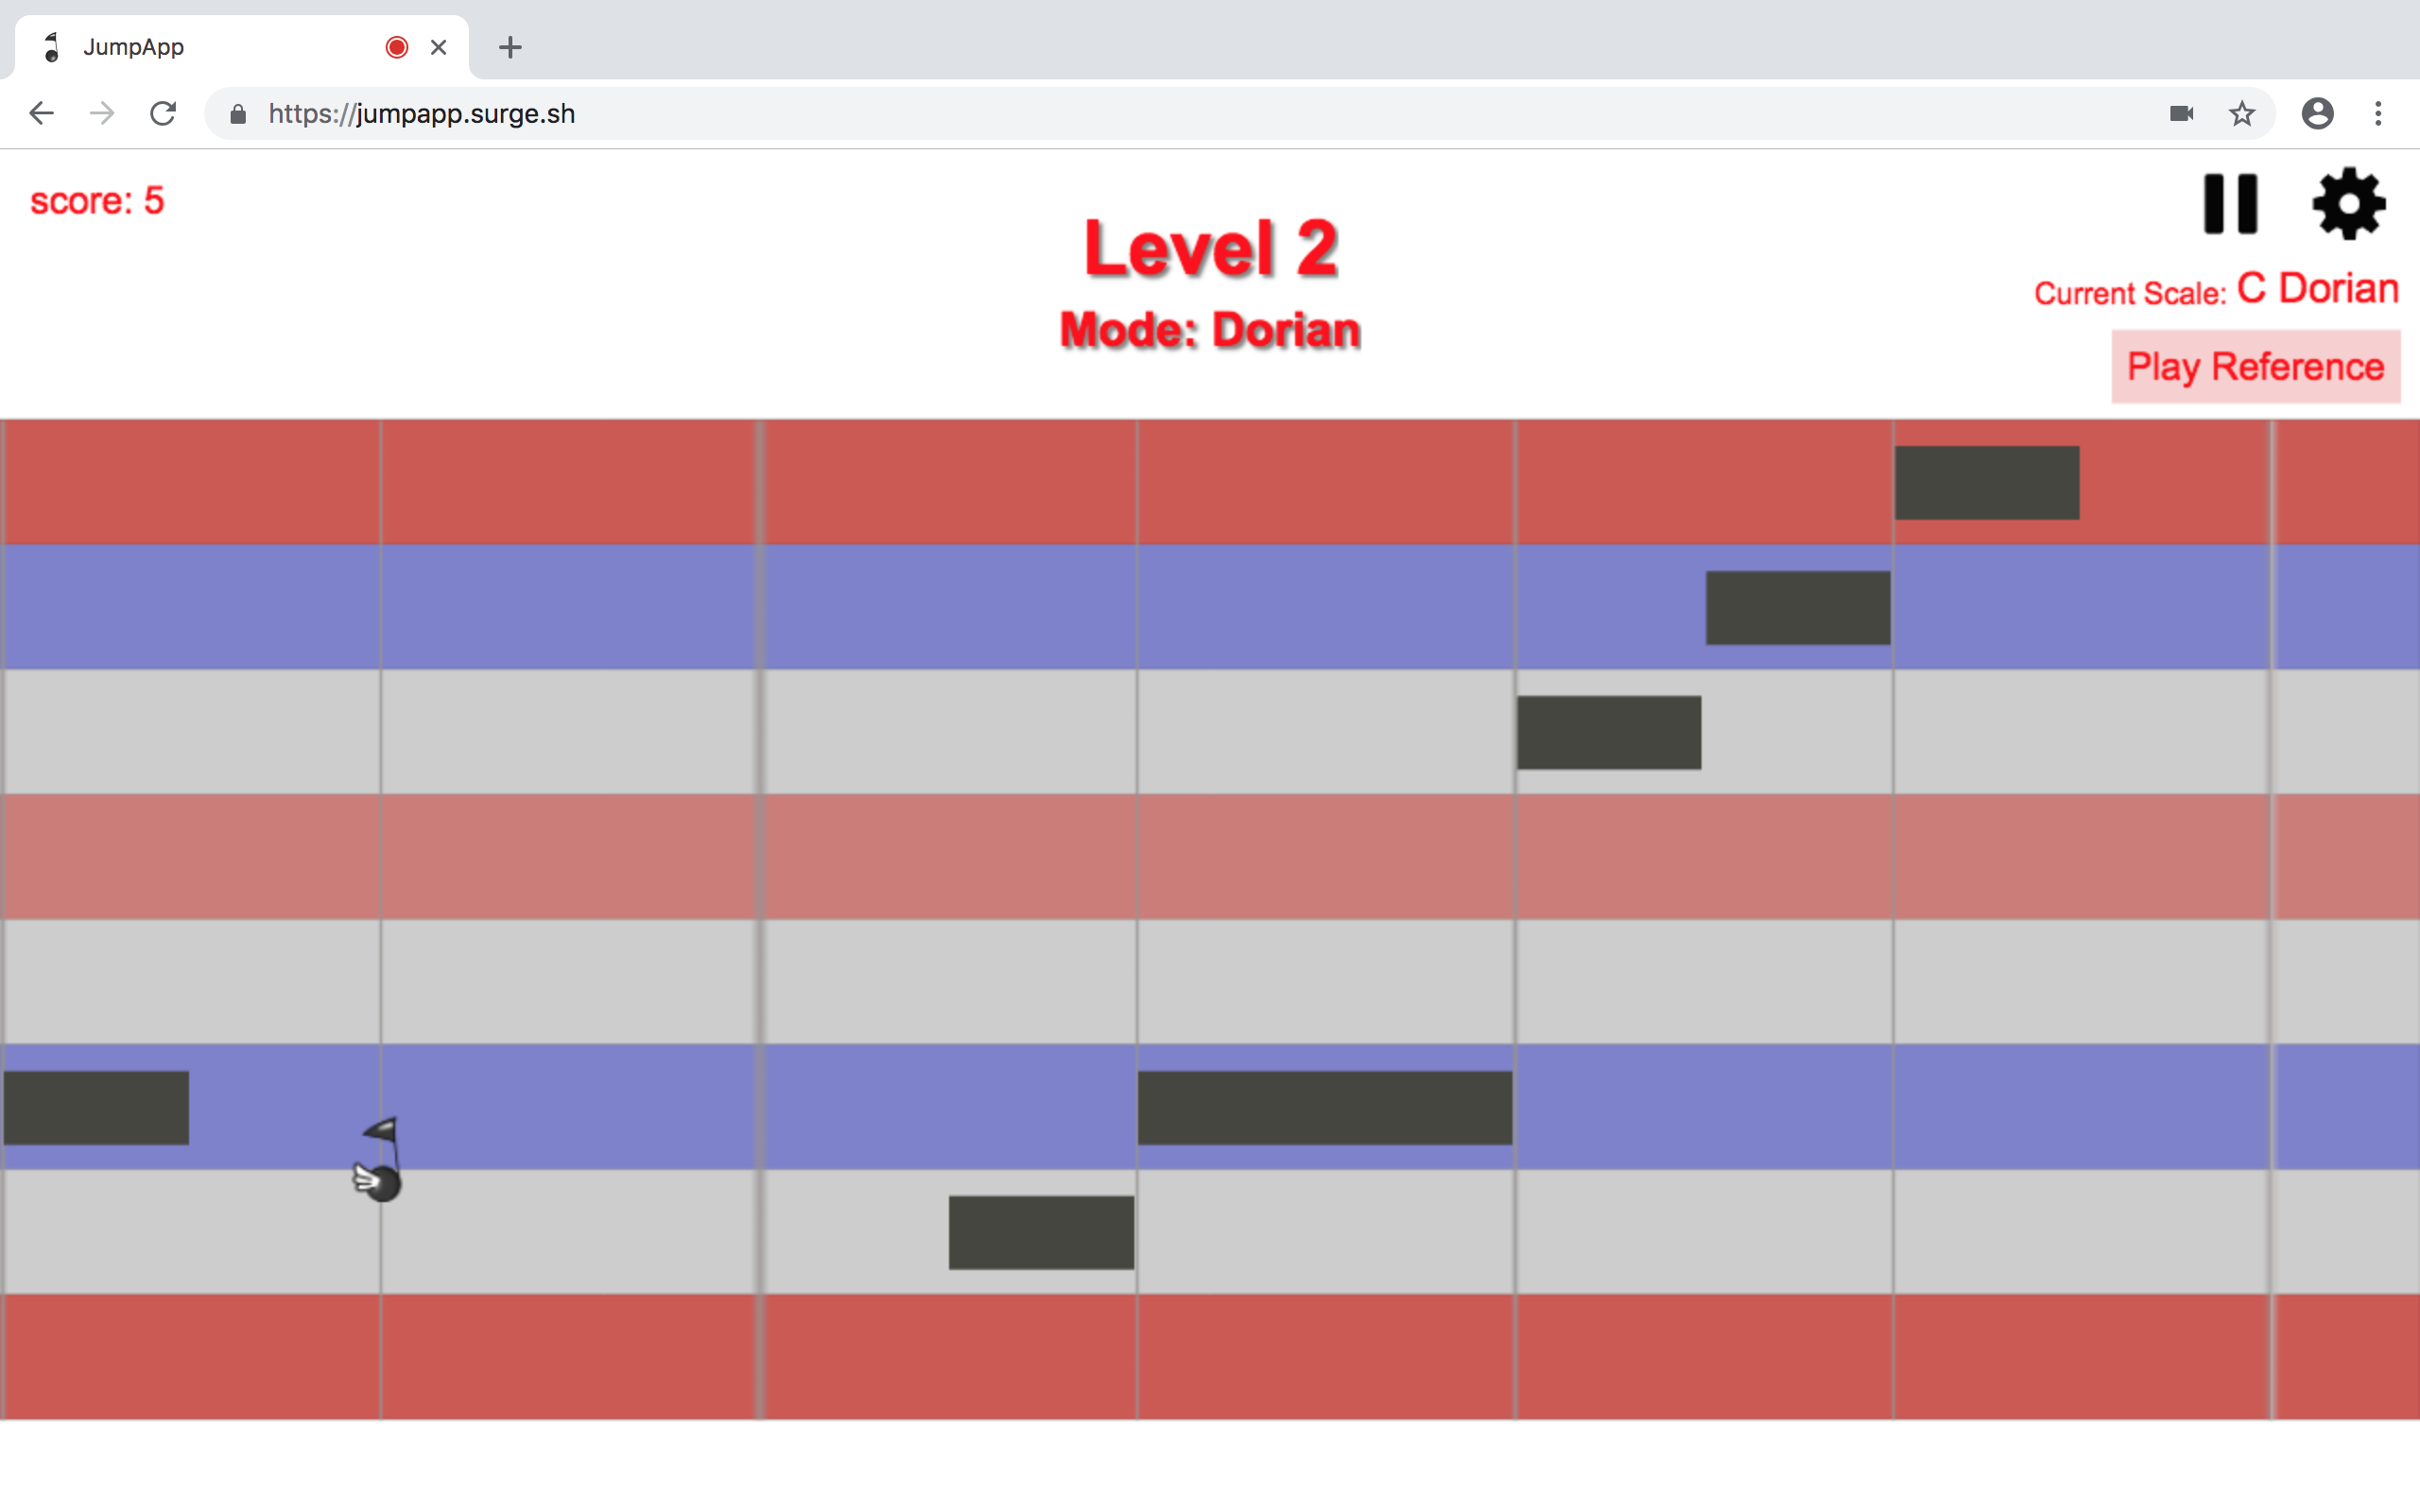 JumpApp
https://jumpapp.surge.sh
score: 5
Level 2
Mode: Dorian
Current Scale: C Dorian
Play Reference